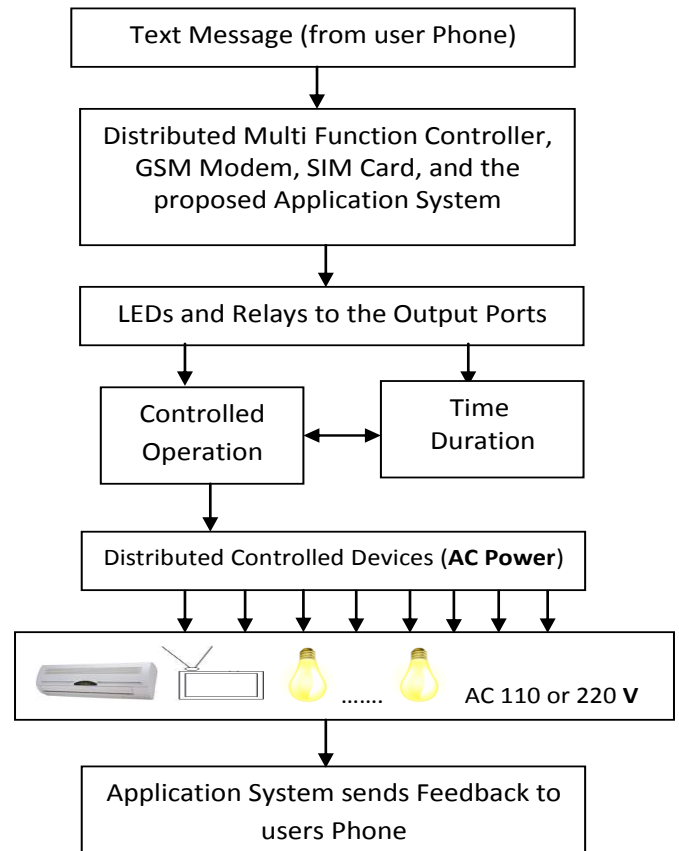 Text Message (from user Phone)
Distributed Multi Function Controller,
GSM Modem, SIM Card, and the
proposed Application System
LEDs and Relays to the Output Ports
Controlled
Operation
Time
Duration
Distributed Controlled Devices (AC Power)
....... AC 110 or 220 V
Application System sends Feedback to
users Phone